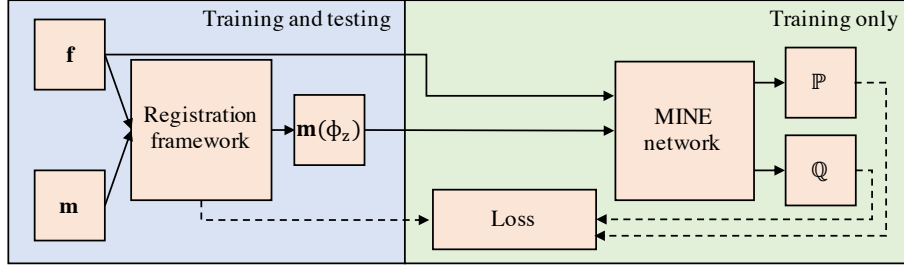 Training and testing
Training only
f
Registration
framework
m(ϕz)
m
MINE
network
ℙ
ℚ
Loss